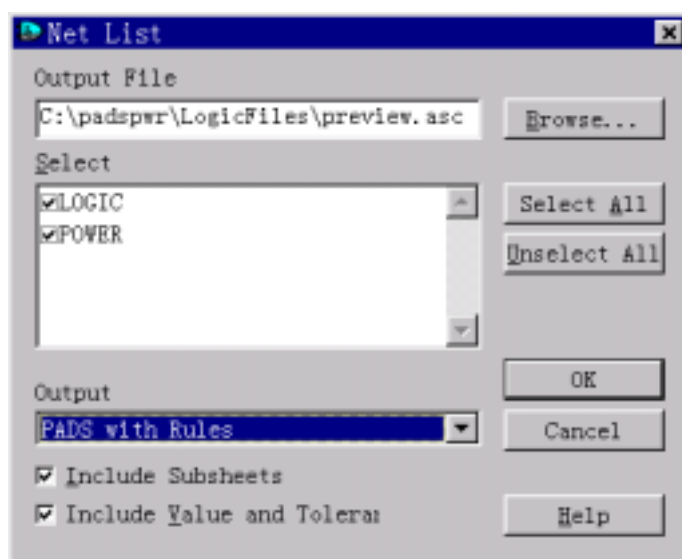 Net List
Output File
C:\padspwr\LogicFiles\preview.asc
Browse...
Select
LOGIC
POWER
Select All
Unselect All
OK
Output
PADS with Rules
Cancel
Include Subsheets
Include Value and Tolera
Help